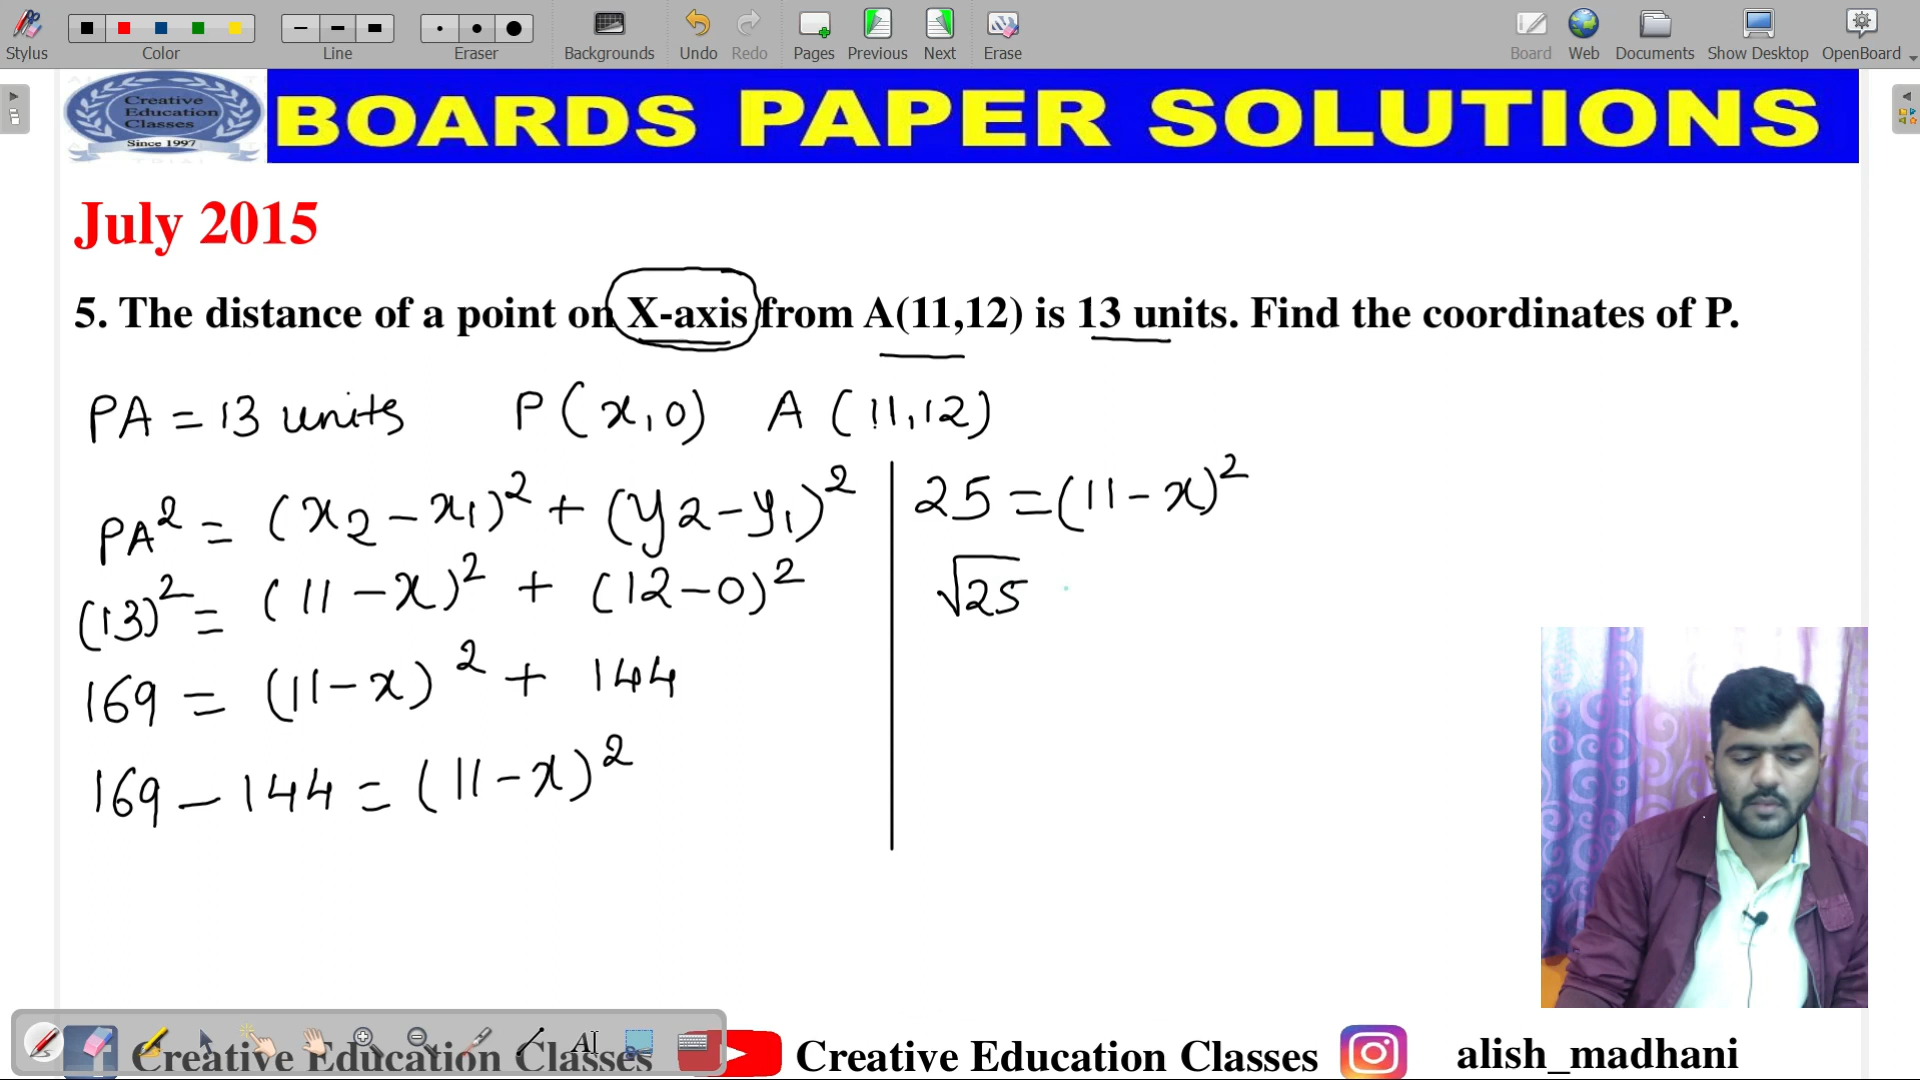 Stylus
Color
Line
Eraser
Backgrounds
Undo
Redo
Pages
Previous
Next
Erase
Board
Web
Documents
Show Desktop
OpenBoard
Creative
Education
Classes
Since 1997
BOARDS PAPER SOLUTIONS
July 2015
5. The distance of a point on X-axis from A(11,12) is 13 units. Find the coordinates of P.
PA = 13 units P(x,0) A (11,12)
PA² = (x₂ - x₁)² + (y₂ - y₁)²
(13)² = (11 - x)² + (12 - 0)²
169 = (11 - x)² + 144
169 - 144 = (11 - x)²
25 = (11 - x)²
√25
Creative Education Classes
Creative Education Classes
alish_madhani